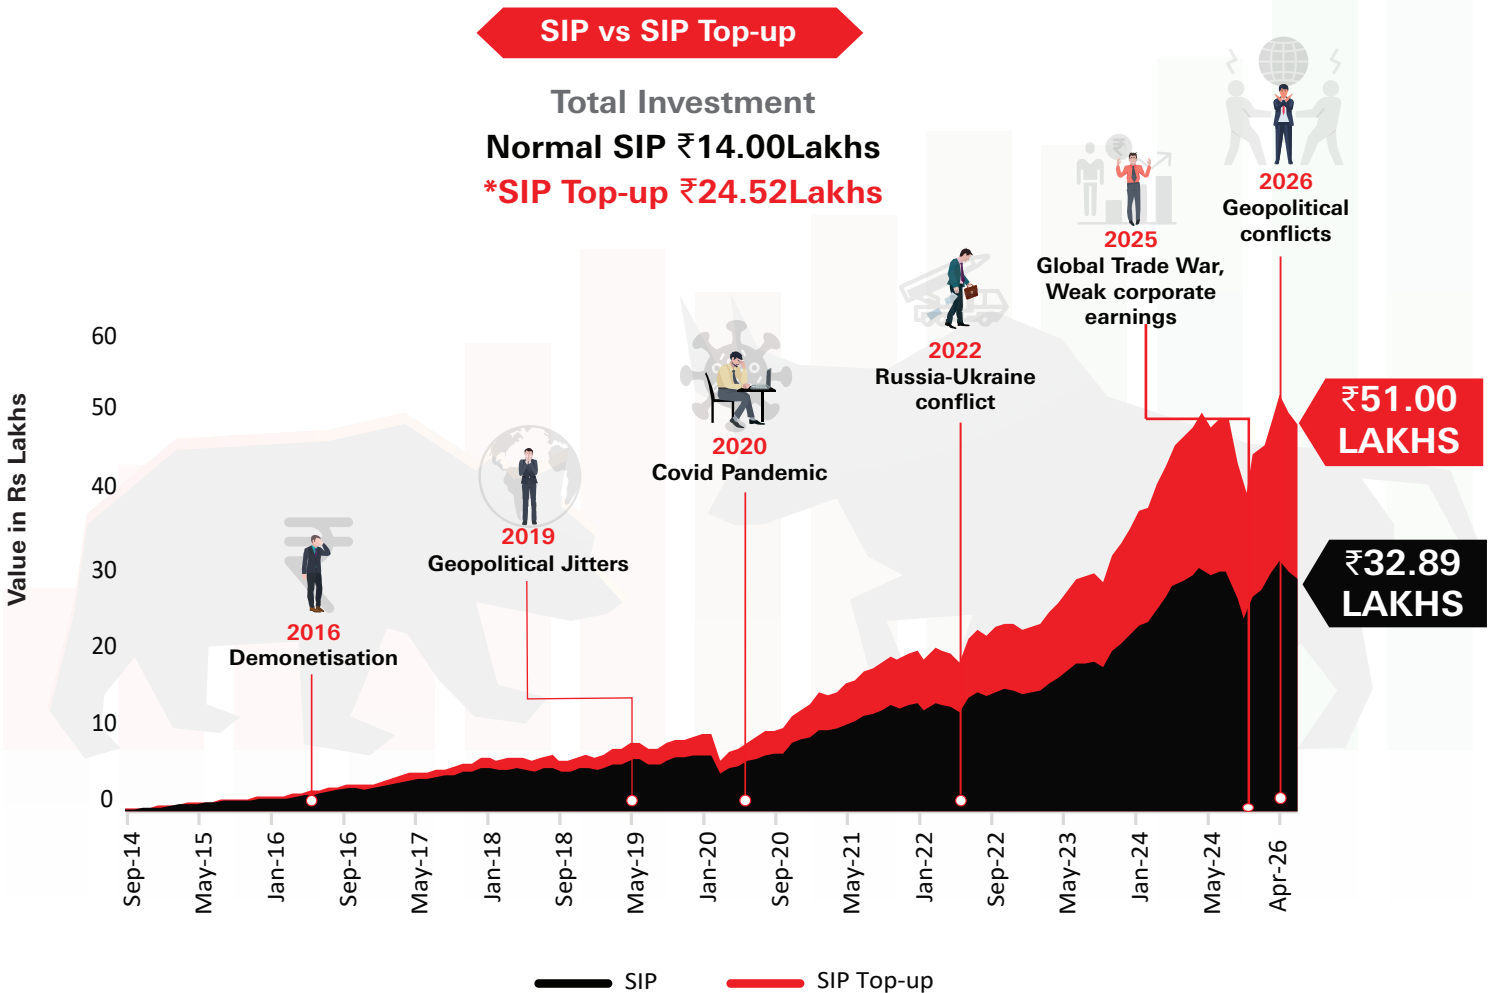 SIP vs SIP Top-up
Total Investment
Normal SIP ₹14.00Lakhs
*SIP Top-up ₹24.52Lakhs
2026
Geopolitical
conflicts
₹
2025
Global Trade War,
Weak corporate
earnings
2022
Russia-Ukraine
conflict
2020
Covid Pandemic
2019
Geopolitical Jitters
2016
Demonetisation
Value in Rs Lakhs
60
50
40
30
20
10
0
₹51.00
LAKHS
₹32.89
LAKHS
Sep-14
May-15
Jan-16
Sep-16
May-17
Jan-18
Sep-18
May-19
Jan-20
Sep-20
May-21
Jan-22
Sep-22
May-23
Jan-24
May-24
Apr-26
SIP
SIP Top-up